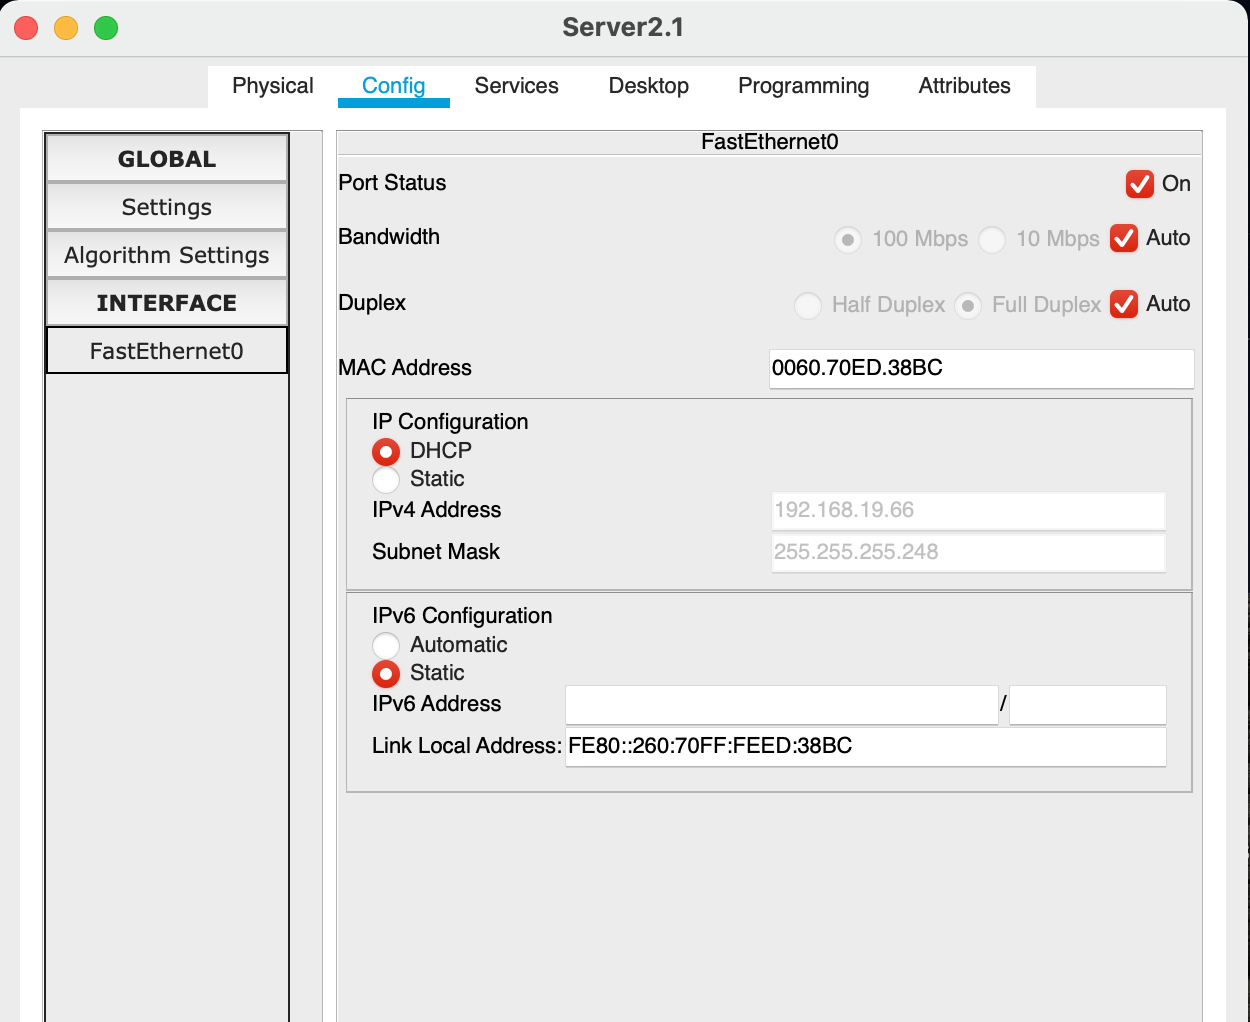 Server2.1
Physical Config Services Desktop Programming Attributes
GLOBAL
Settings
Algorithm Settings
INTERFACE
FastEthernet0
FastEthernet0
Port Status On
Bandwidth 100 Mbps 10 Mbps Auto
Duplex Half Duplex Full Duplex Auto
MAC Address 0060.70ED.38BC
IP Configuration
DHCP
Static
IPv4 Address 192.168.19.66
Subnet Mask 255.255.255.248
IPv6 Configuration
Automatic
Static
IPv6 Address /
Link Local Address: FE80::260:70FF:FEED:38BC